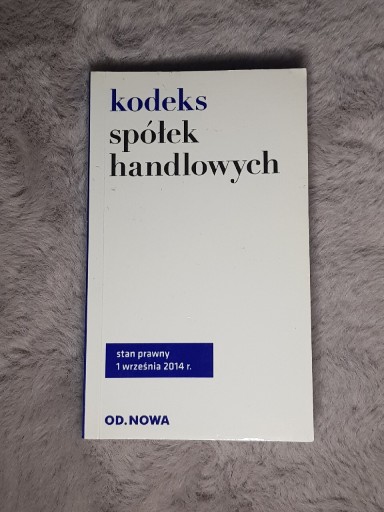 kodeks
spółek
handlowych
stan prawny
1 września 2014 r.
OD.NOWA